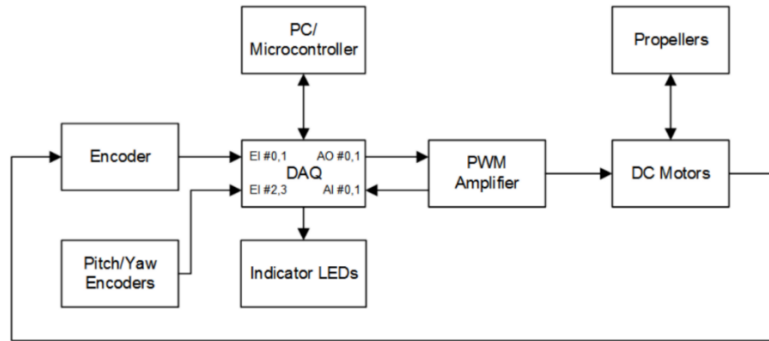 PC/
Microcontroller
Propellers
Encoder
EI #0,1 AO #0,1
DAQ
EI #2,3 AI #0,1
PWM
Amplifier
DC Motors
Pitch/Yaw
Encoders
Indicator LEDs